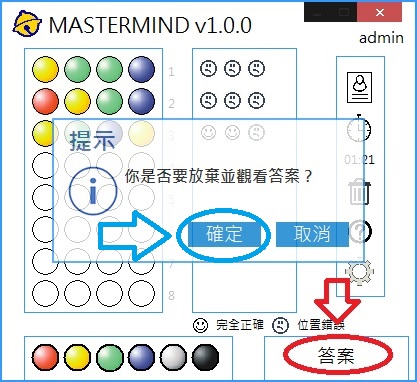 MASTERMIND v1.0.0
admin
1
2
3
提示
01:21
你是否要放棄並觀看答案？
確定
取消
8
完全正確
位置錯誤
答案